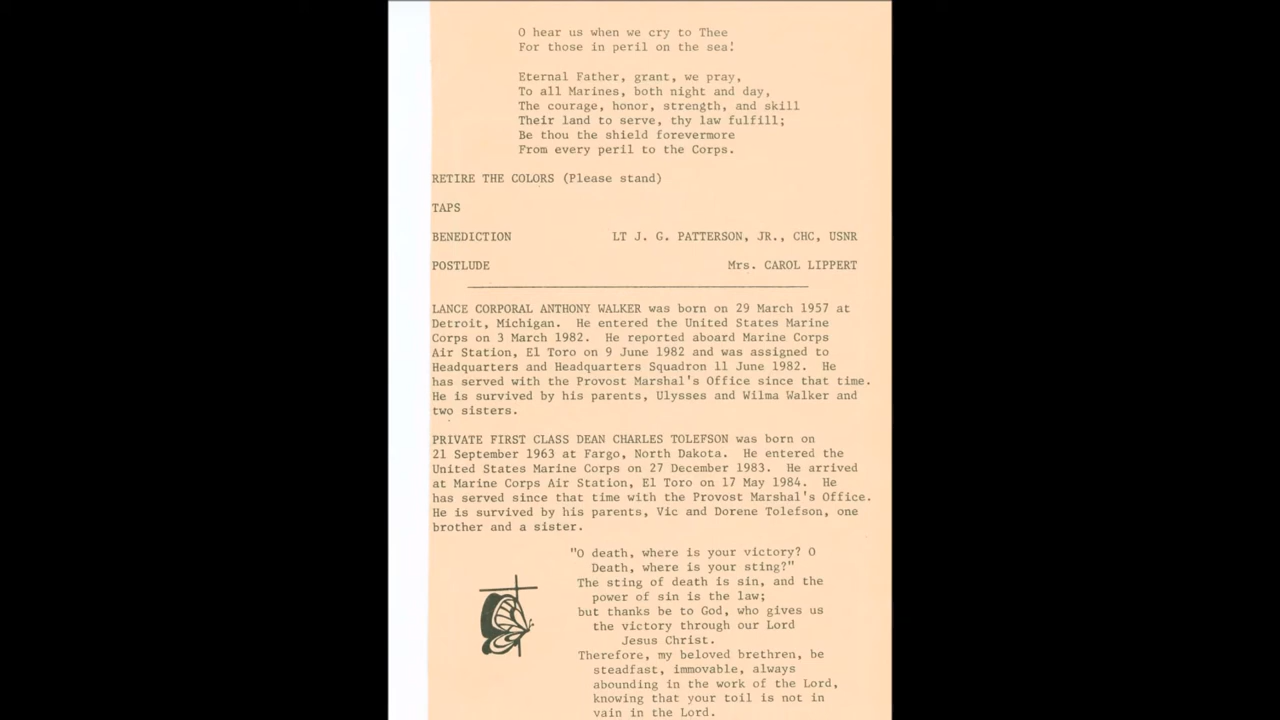 O hear us when we cry to Thee
For those in peril on the sea!
Eternal Father, grant, we pray,
To all Marines, both night and day,
The courage, honor, strength, and skill
Their land to serve, thy law fulfill;
Be thou the shield forevermore
From every peril to the Corps.
RETIRE THE COLORS (Please stand)
TAPS
BENEDICTION LT J. G. PATTERSON, JR., CHC, USNR
POSTLUDE Mrs. CAROL LIPPERT
LANCE CORPORAL ANTHONY WALKER was born on 29 March 1957 at
Detroit, Michigan. He entered the United States Marine
Corps on 3 March 1982. He reported aboard Marine Corps
Air Station, El Toro on 9 June 1982 and was assigned to
Headquarters and Headquarters Squadron 11 June 1982. He
has served with the Provost Marshal's Office since that time.
He is survived by his parents, Ulysses and Wilma Walker and
two sisters.
PRIVATE FIRST CLASS DEAN CHARLES TOLEFSON was born on
21 September 1963 at Fargo, North Dakota. He entered the
United States Marine Corps on 27 December 1983. He arrived
at Marine Corps Air Station, El Toro on 17 May 1984. He
has served since that time with the Provost Marshal's Office.
He is survived by his parents, Vic and Dorene Tolefson, one
brother and a sister.
"O death, where is your victory? O
Death, where is your sting?"
The sting of death is sin, and the
power of sin is the law;
but thanks be to God, who gives us
the victory through our Lord
Jesus Christ.
Therefore, my beloved brethren, be
steadfast, immovable, always
abounding in the work of the Lord,
knowing that your toil is not in
vain in the Lord.